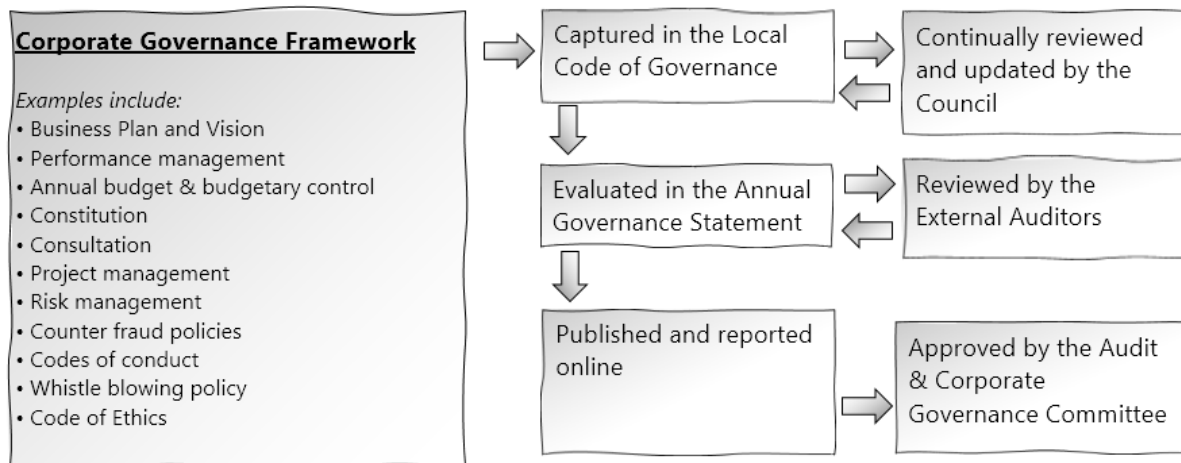 Corporate Governance Framework
Examples include:
• Business Plan and Vision
• Performance management
• Annual budget & budgetary control
• Constitution
• Consultation
• Project management
• Risk management
• Counter fraud policies
• Codes of conduct
• Whistle blowing policy
• Code of Ethics
Captured in the Local
Code of Governance
Continually reviewed
and updated by the
Council
Evaluated in the Annual
Governance Statement
Reviewed by the
External Auditors
Published and reported
online
Approved by the Audit
& Corporate
Governance Committee